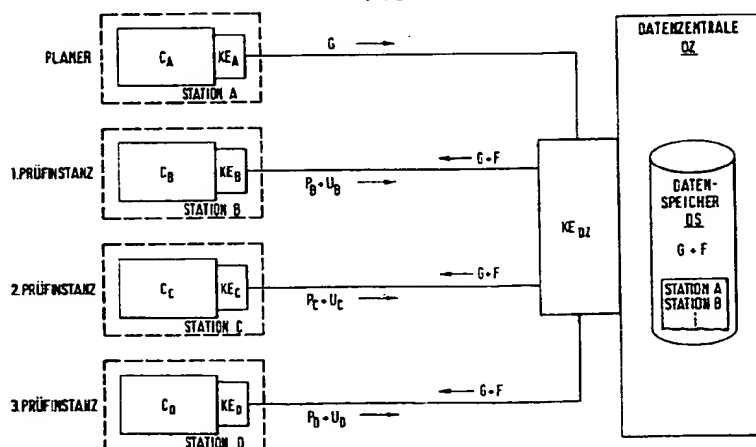 PLANER
C_A
KE_A
STATION A
G
DATENZENTRALE
DZ
1.PRÜFINSTANZ
C_B
KE_B
STATION B
G+F
P_B+U_B
KE_DZ
DATEN-
SPEICHER
DS
G+F
STATION A
STATION B
2.PRÜFINSTANZ
C_C
KE_C
STATION C
G+F
P_C+U_C
3.PRÜFINSTANZ
C_D
KE_D
STATION D
G+F
P_D+U_D